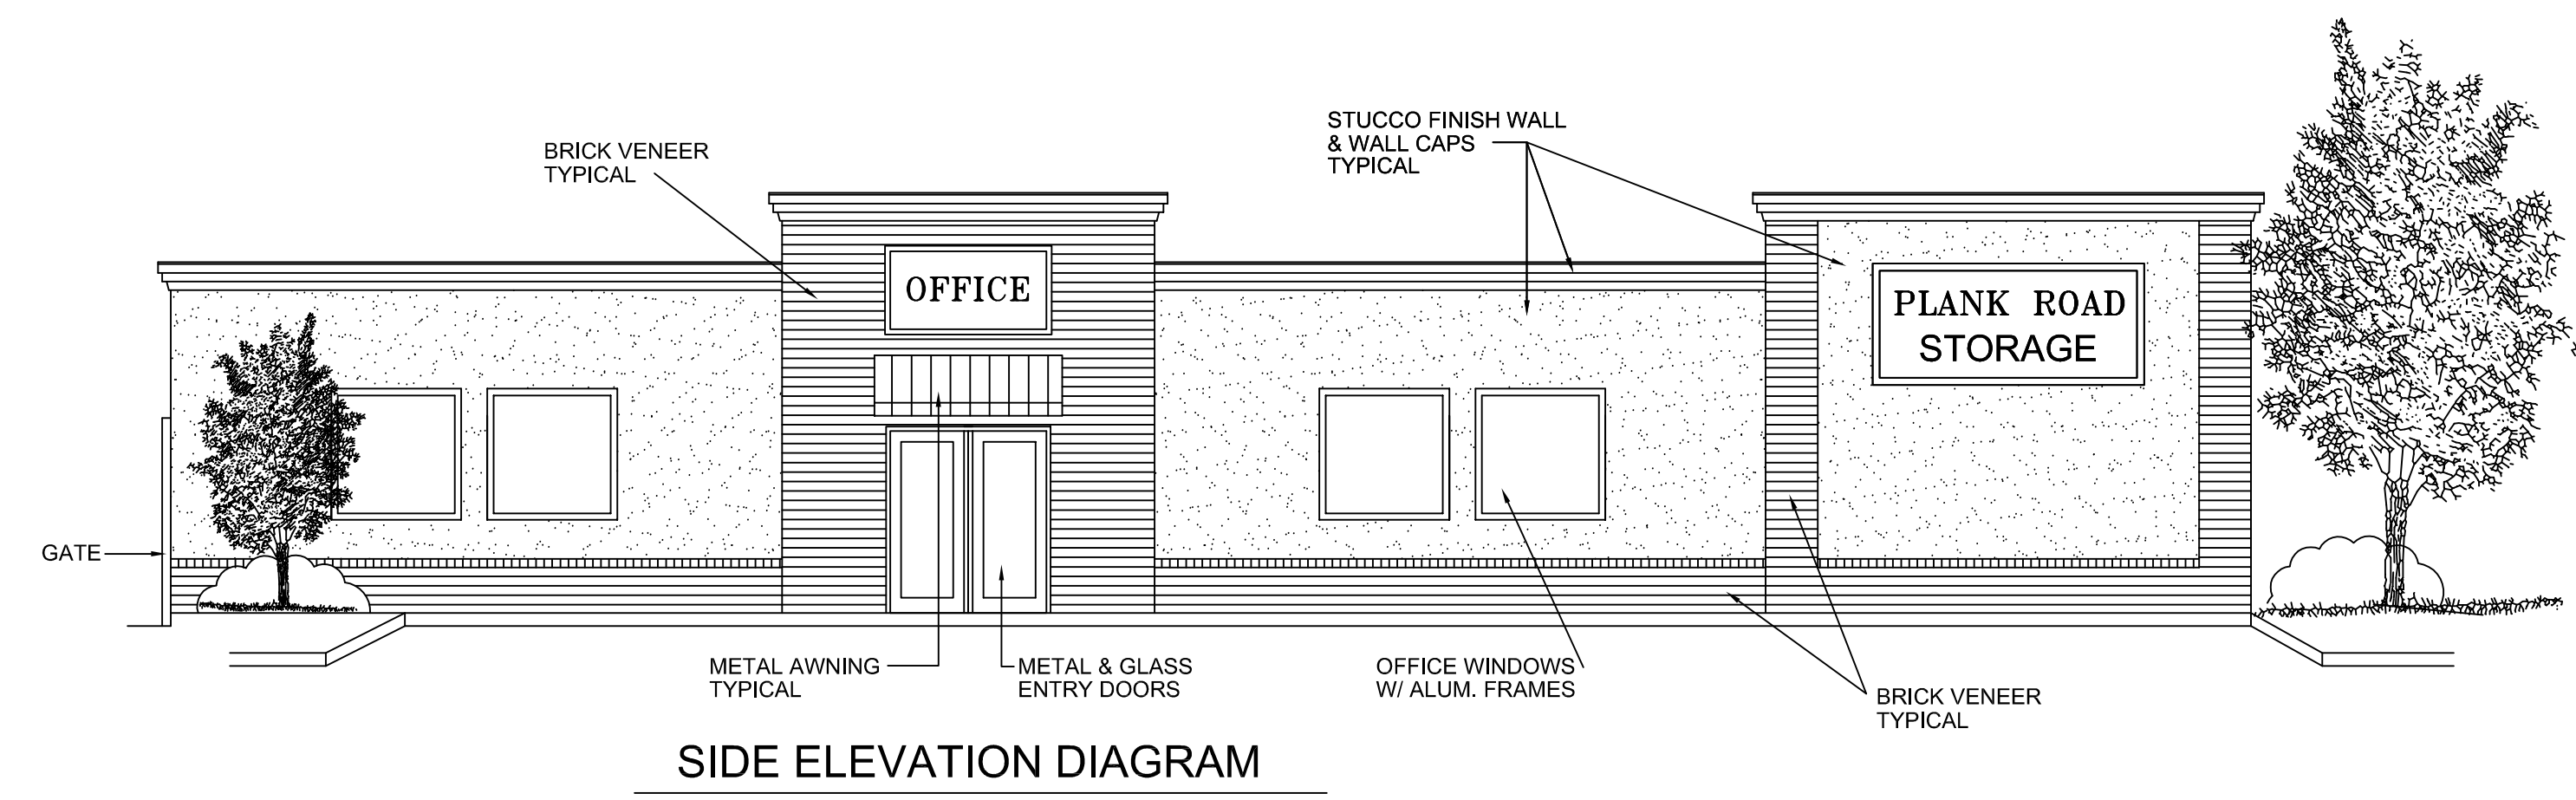 STUCCO FINISH WALL
& WALL CAPS
TYPICAL
BRICK VENEER
TYPICAL
OFFICE
PLANK ROAD
STORAGE
GATE
METAL AWNING
TYPICAL
METAL & GLASS
ENTRY DOORS
OFFICE WINDOWS
W/ ALUM. FRAMES
BRICK VENEER
TYPICAL
SIDE ELEVATION DIAGRAM